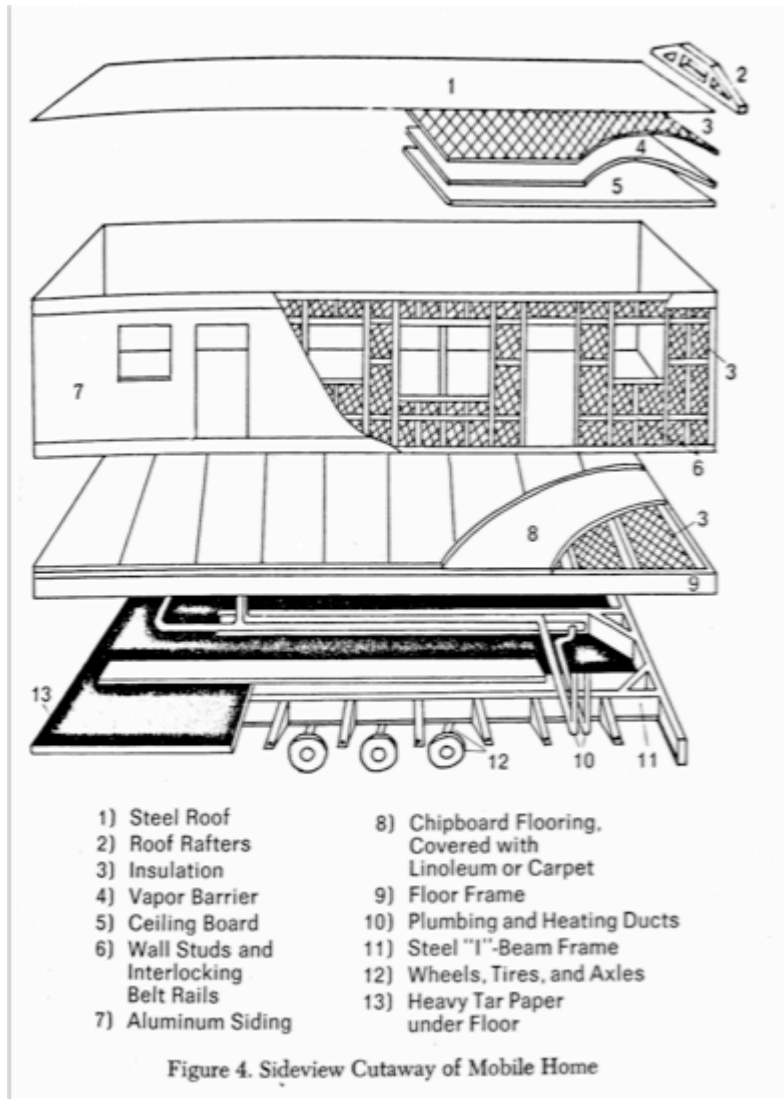 1
2
3
4
5
7
3
6
8
3
9
13
12
10
11
1) Steel Roof
2) Roof Rafters
3) Insulation
4) Vapor Barrier
5) Ceiling Board
6) Wall Studs and
Interlocking
Belt Rails
7) Aluminum Siding
8) Chipboard Flooring,
Covered with
Linoleum or Carpet
9) Floor Frame
10) Plumbing and Heating Ducts
11) Steel "I"-Beam Frame
12) Wheels, Tires, and Axles
13) Heavy Tar Paper
under Floor
Figure 4. Sideview Cutaway of Mobile Home